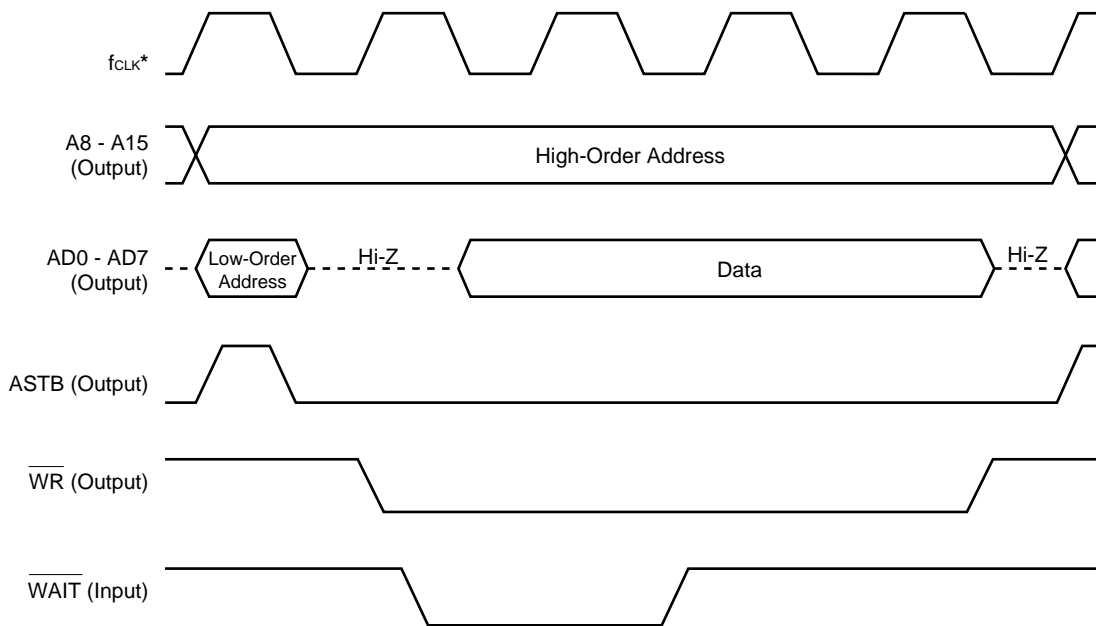 fCLK*
A8 - A15
(Output)
High-Order Address
AD0 - AD7
(Output)
Low-Order
Address
Hi-Z
Data
Hi-Z
ASTB (Output)
WR (Output)
WAIT (Input)